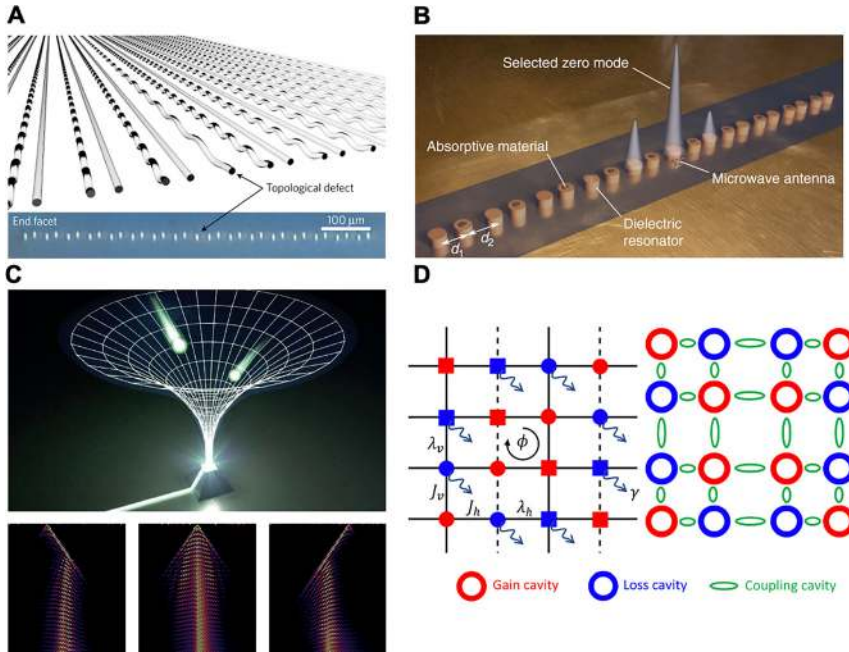 A
Topological defect
End facet
100 μm
B
Selected zero mode
Absorptive material
Microwave antenna
Dielectric
resonator
d₁
d₂
C
D
λᵥ
ϕ
Jᵥ
Jₕ
λₕ
γ
Gain cavity
Loss cavity
Coupling cavity